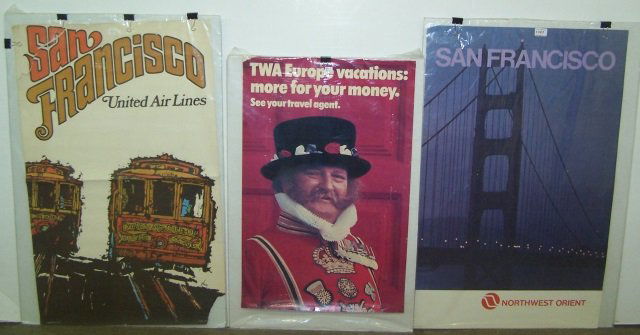 San
Francisco
United Air Lines
TWA Europe vacations:
more for your money.
See your travel agent.
SAN FRANCISCO
NORTHWEST ORIENT